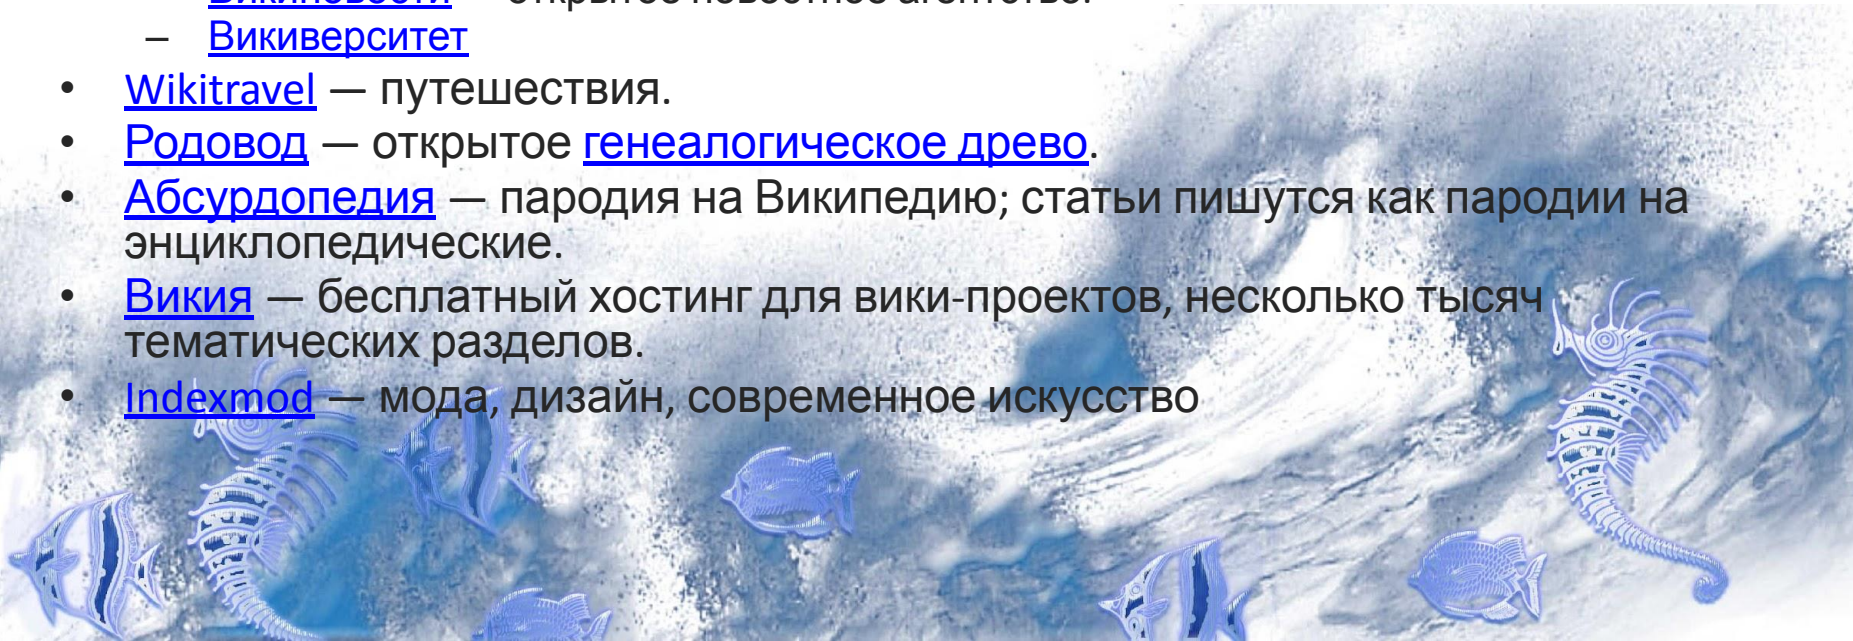 – Викиверситет
• Wikitravel — путешествия.
• Родовод — открытое генеалогическое древо.
• Абсурдопедия — пародия на Википедию; статьи пишутся как пародии на
энциклопедические.
• Викия — бесплатный хостинг для вики-проектов, несколько тысяч
тематических разделов.
• Indexmod — мода, дизайн, современное искусство